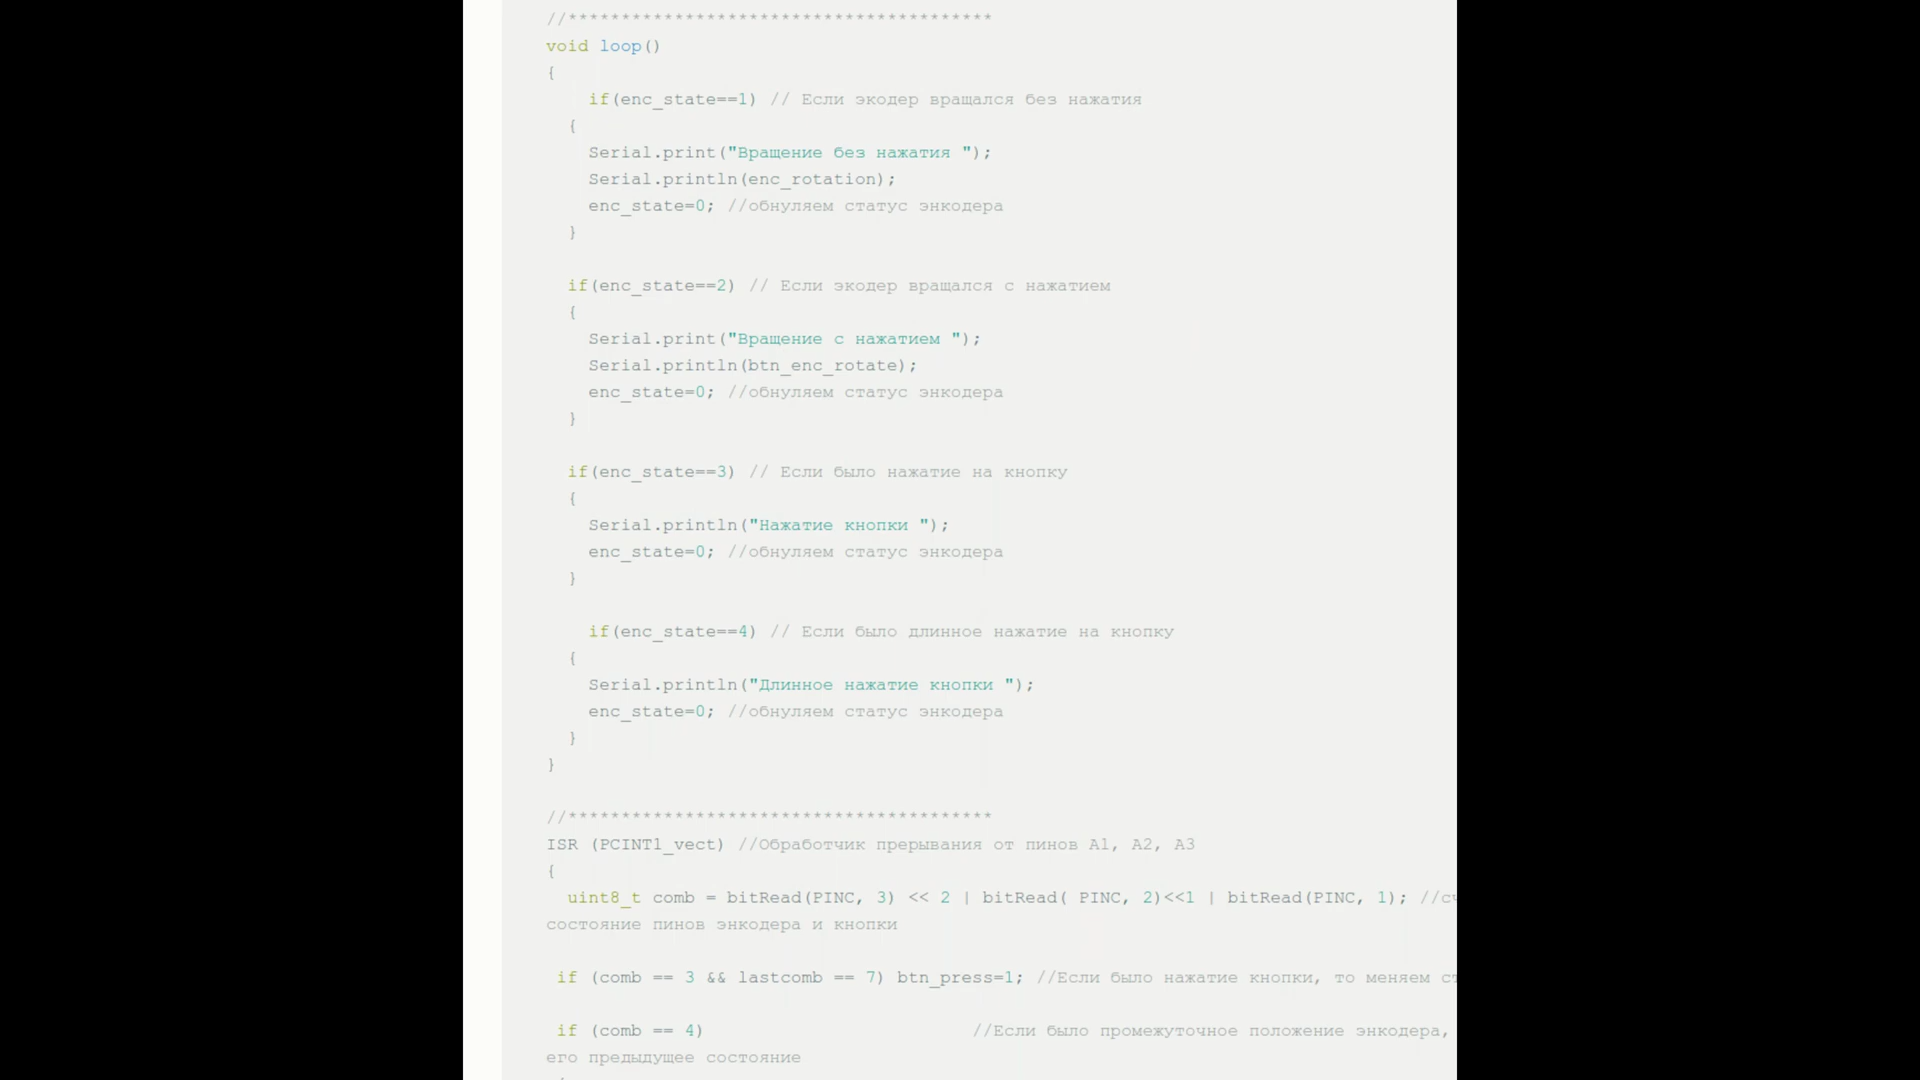 //****************************************
void loop()
{
if(enc_state==1) // Если экодер вращался без нажатия
{
Serial.print("Вращение без нажатия ");
Serial.println(enc_rotation);
enc_state=0; //обнуляем статус энкодера
}
if(enc_state==2) // Если экодер вращался с нажатием
{
Serial.print("Вращение с нажатием ");
Serial.println(btn_enc_rotate);
enc_state=0; //обнуляем статус энкодера
}
if(enc_state==3) // Если было нажатие на кнопку
{
Serial.println("Нажатие кнопки ");
enc_state=0; //обнуляем статус энкодера
}
if(enc_state==4) // Если было длинное нажатие на кнопку
{
Serial.println("Длинное нажатие кнопки ");
enc_state=0; //обнуляем статус энкодера
}
}
//****************************************
ISR (PCINT1_vect) //Обработчик прерывания от пинов A1, A2, A3
{
uint8_t comb = bitRead(PINC, 3) << 2 | bitRead( PINC, 2)<<1 | bitRead(PINC, 1); //
состояние пинов энкодера и кнопки
if (comb == 3 && lastcomb == 7) btn_press=1; //Если было нажатие кнопки, то меняем
if (comb == 4) //Если было промежуточное положение энкодера,
его предыдущее состояние